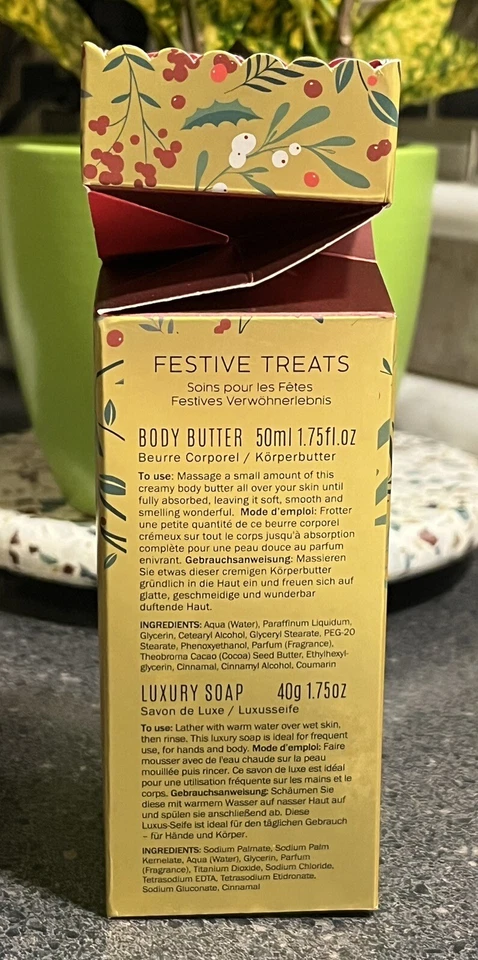 FESTIVE TREATS
Soins pour les Fêtes
Festives Verwöhnerlebnis
BODY BUTTER 50ml 1.75fl.oz
Beurre Corporel / Körperbutter
To use: Massage a small amount of this
creamy body butter all over your skin until
fully absorbed, leaving it soft, smooth and
smelling wonderful. Mode d'emploi: Frotter
une petite quantité de ce beurre corporel
crémeux sur tout le corps jusqu'à absorption
complète pour une peau douce au parfum
enivrant. Gebrauchsanweisung: Massieren
Sie etwas dieser cremigen Körperbutter
gründlich in die Haut ein und freuen sich auf
glatte, geschmeidige und wunderbar
duftende Haut.
INGREDIENTS: Aqua (Water), Paraffinum Liquidum,
Glycerin, Cetearyl Alcohol, Glyceryl Stearate, PEG-20
Stearate, Phenoxyethanol, Parfum (Fragrance),
Theobroma Cacao (Cocoa) Seed Butter, Ethylhexyl-
glycerin, Cinnamal, Cinnamyl Alcohol, Coumarin
LUXURY SOAP 40g 1.75oz
Savon de Luxe / Luxusseife
To use: Lather with warm water over wet skin,
then rinse. This luxury soap is ideal for frequent
use, for hands and body. Mode d'emploi: Faire
mousser avec de l'eau chaude sur la peau
mouillée puis rincer. Ce savon de luxe est idéal
pour une utilisation fréquente sur les mains et le
corps. Gebrauchsanweisung: Schäumen Sie
diese mit warmem Wasser auf nasser Haut auf
und spülen sie anschließend ab. Diese
Luxus-Seife ist ideal für den täglichen Gebrauch
– für Hände und Körper.
INGREDIENTS: Sodium Palmate, Sodium Palm
Kernelate, Aqua (Water), Glycerin, Parfum
(Fragrance), Titanium Dioxide, Sodium Chloride,
Tetrasodium EDTA, Tetrasodium Etidronate,
Sodium Gluconate, Cinnamal